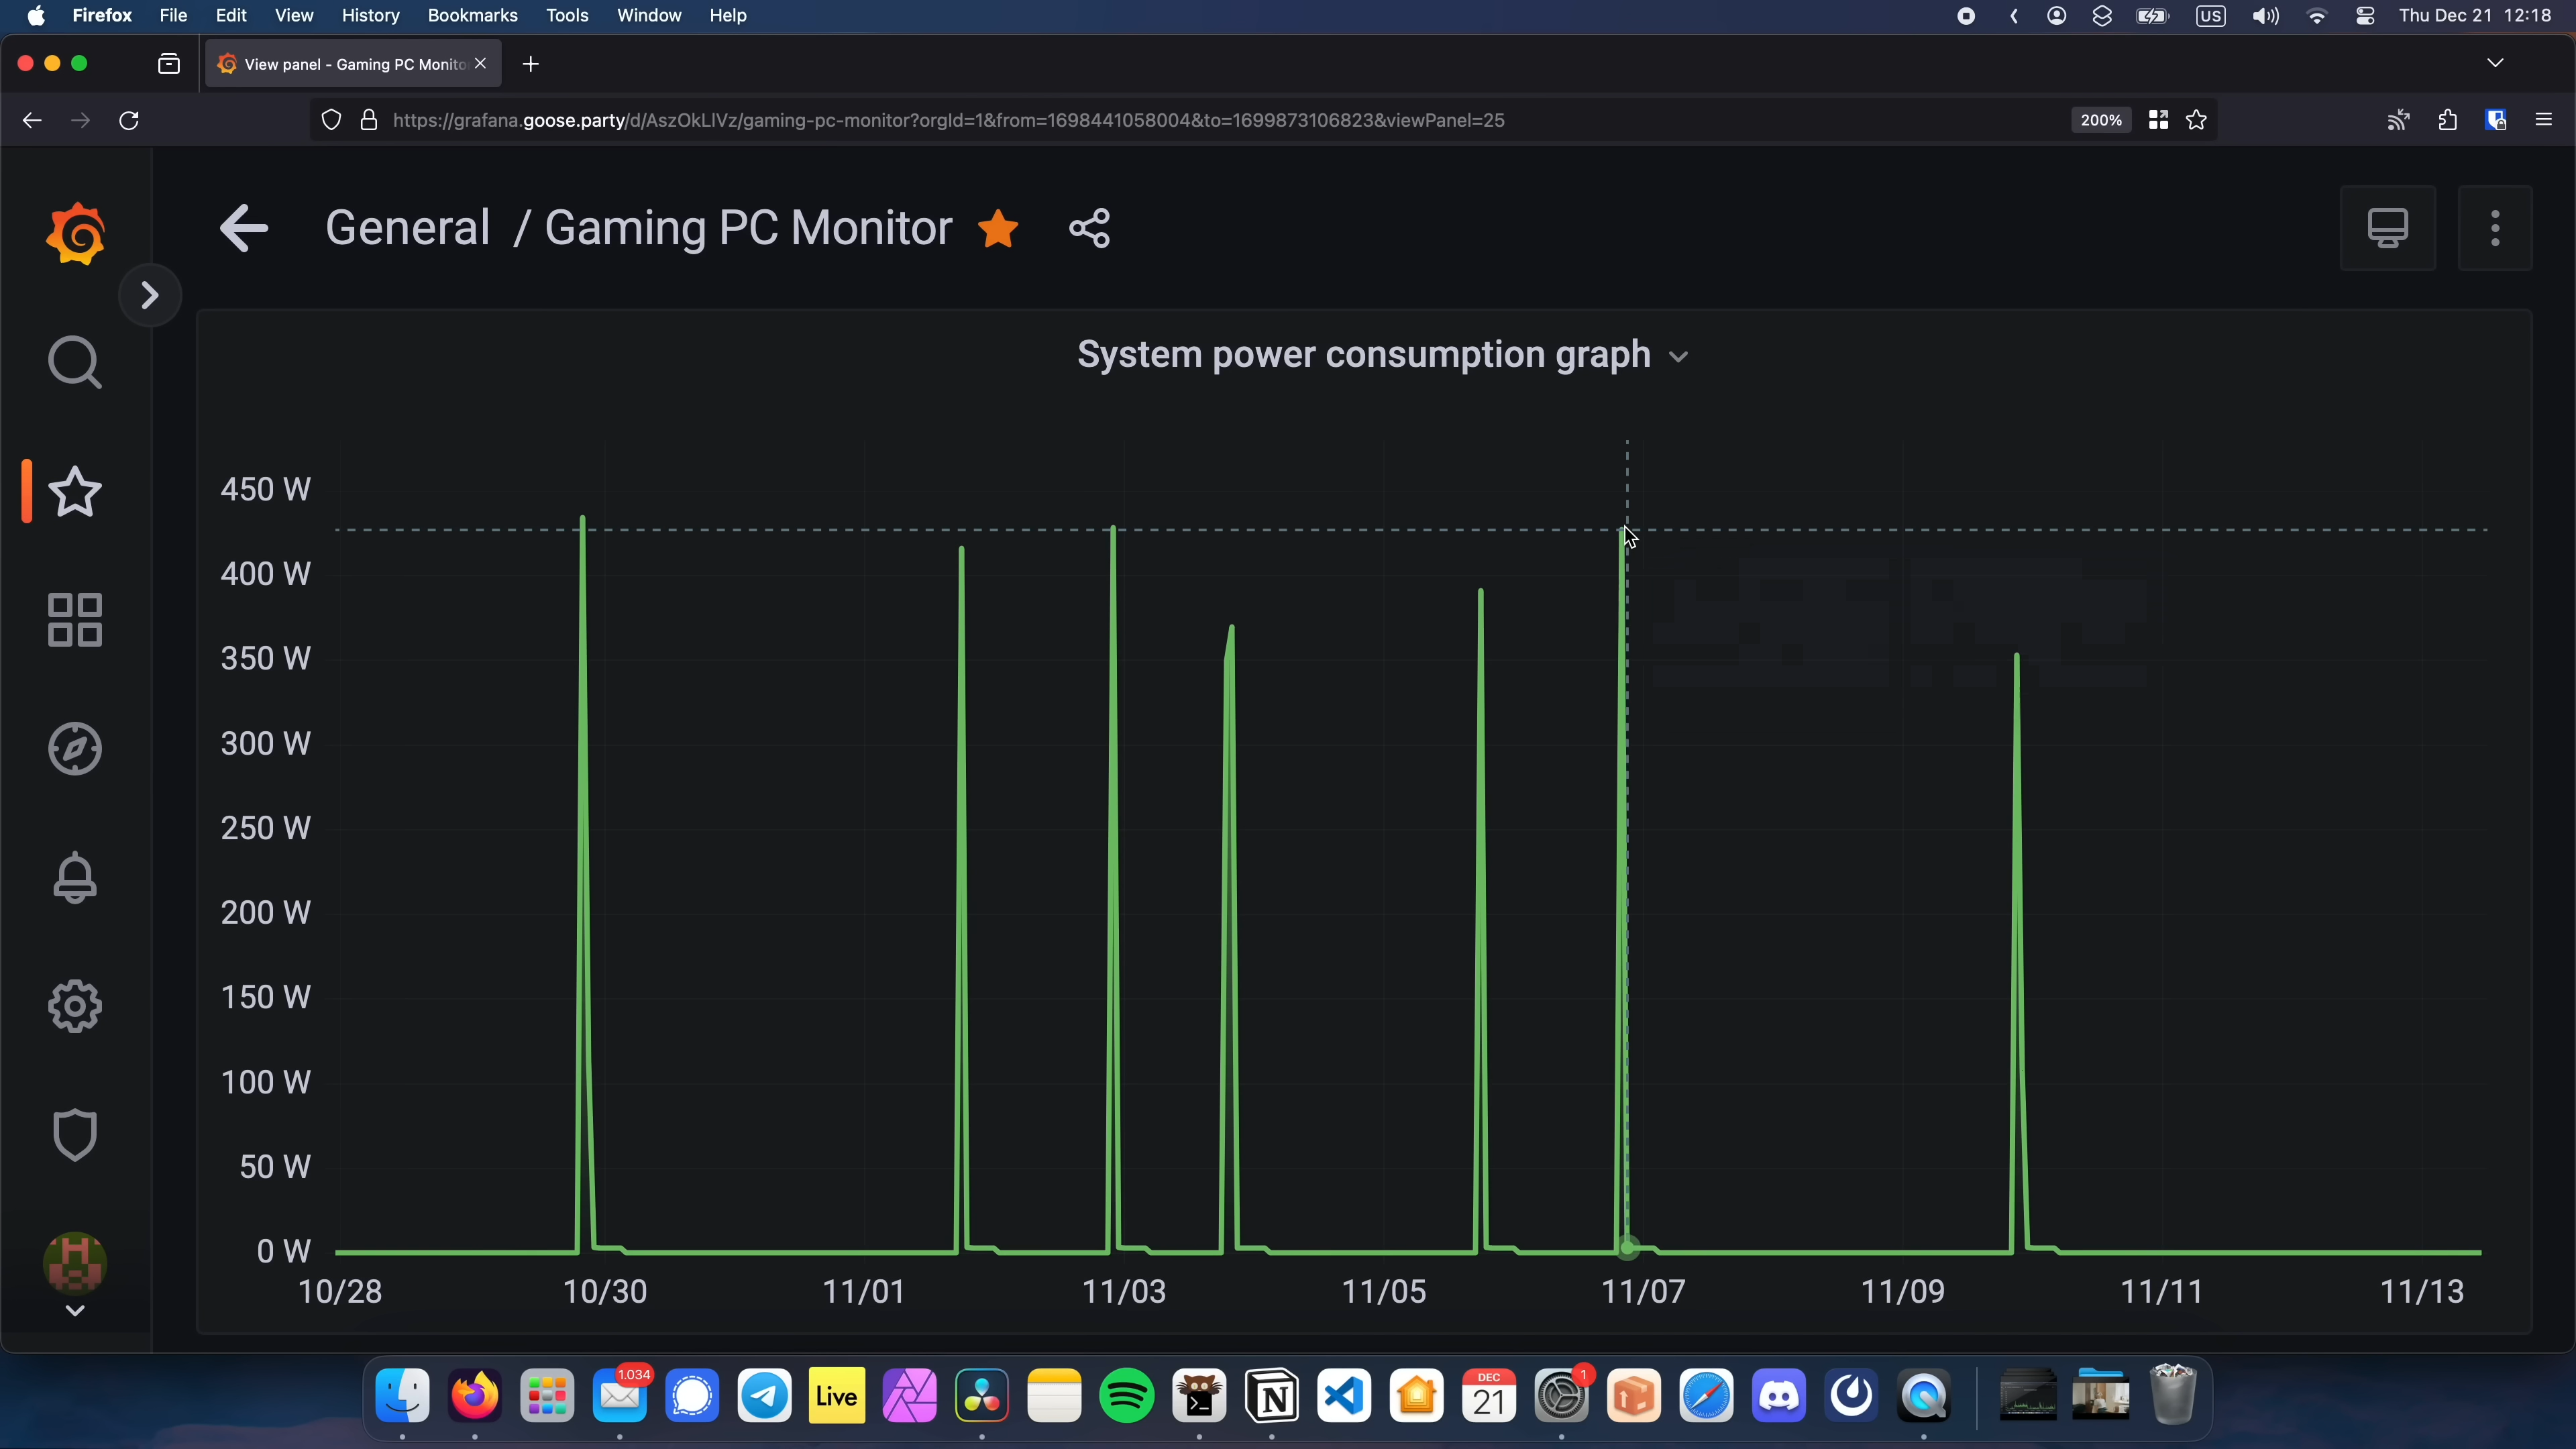 Firefox File Edit View History Bookmarks Tools Window Help US Thu Dec 21 12:18
View panel - Gaming PC Monito
https://grafana.goose.party/d/AszOkLlVz/gaming-pc-monitor?orgId=1&from=1698441058004&to=1699873106823&viewPanel=25 200%
General / Gaming PC Monitor
System power consumption graph
450 W
400 W
350 W
300 W
250 W
200 W
150 W
100 W
50 W
0 W
10/28 10/30 11/01 11/03 11/05 11/07 11/09 11/11 11/13
1.034 Live N DEC 21 1